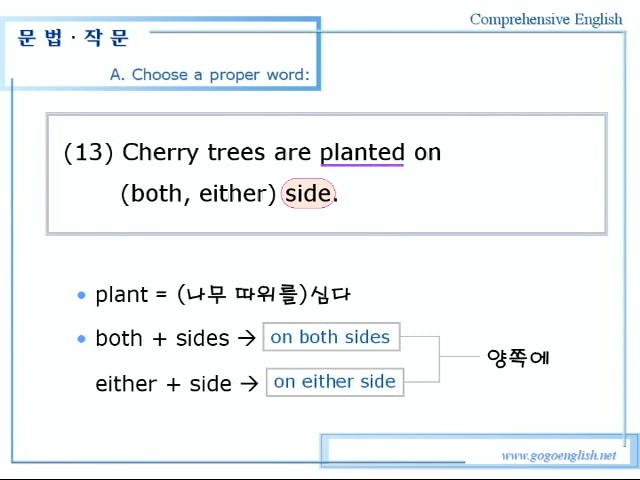 Comprehensive English
문 법 · 작 문
A. Choose a proper word:
(13) Cherry trees are planted on
(both, either) side.
• plant = (나무 따위를)심다
• both + sides → on both sides
양쪽에
either + side → on either side
www.gogoenglish.net